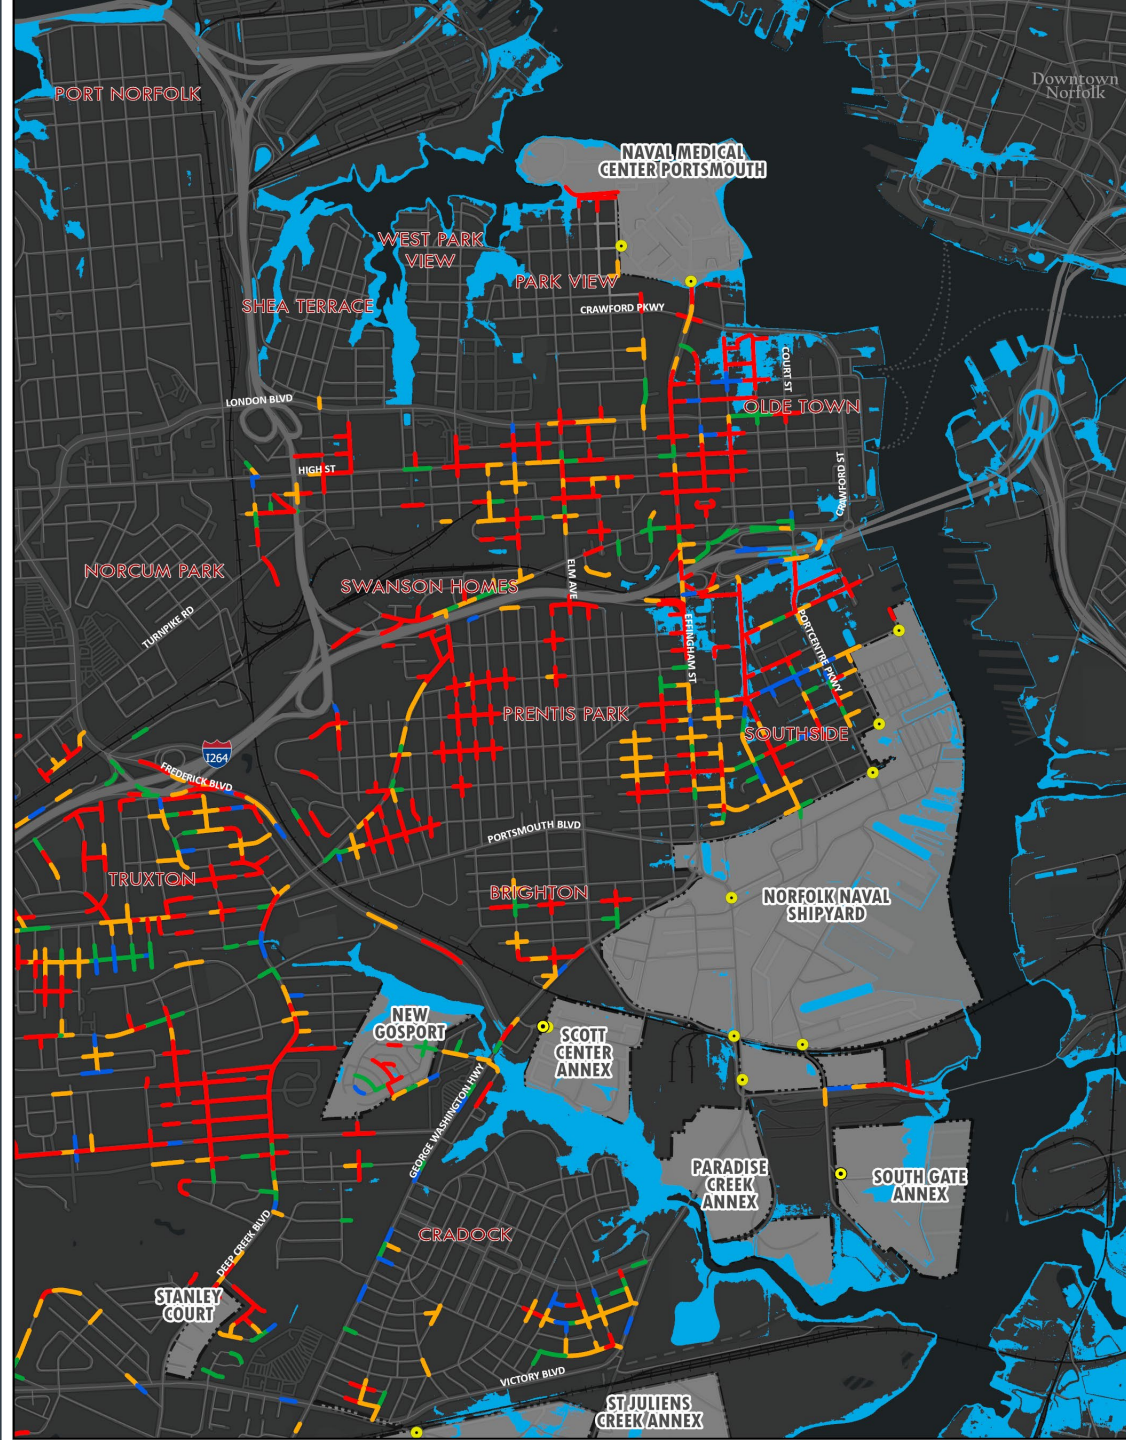 Downtown
Norfolk
PORT NORFOLK
NAVAL MEDICAL
CENTER PORTSMOUTH
WEST PARK
VIEW
PARK VIEW
SHEA TERRACE
CRAWFORD PKWY
COURT ST
LONDON BLVD
OLDE TOWN
HIGH ST
CRAWFORD ST
NORCUM PARK
SWANSON HOMES
ELM AVE
TURNPIKE RD
EFFINGHAM ST
PORTCENTRE PKWY
PRENTIS PARK
SOUTHSIDE
I264
FREDERICK BLVD
PORTSMOUTH BLVD
TRUXTON
BRIGHTON
NORFOLK NAVAL
SHIPYARD
NEW
GOSPORT
SCOTT
CENTER
ANNEX
GEORGE WASHINGTON HWY
PARADISE
CREEK
ANNEX
SOUTH GATE
ANNEX
CRADOCK
DEEP CREEK BLVD
STANLEY
COURT
VICTORY BLVD
ST JULIENS
CREEK ANNEX